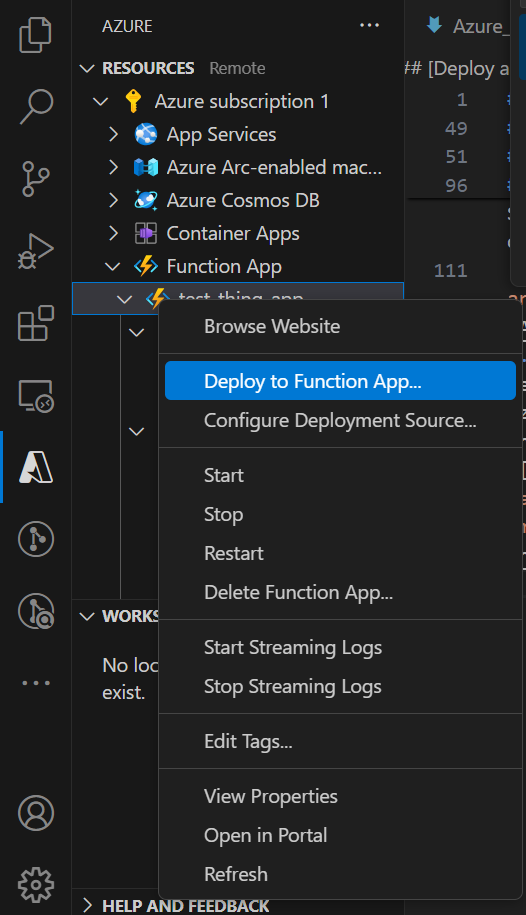 AZURE
Azure_
RESOURCES Remote
## [Deploy a
Azure subscription 1
1 #
App Services
49 #
Azure Arc-enabled mac...
51 #
Azure Cosmos DB
96 #
Container Apps
Function App
111
test-thing-app
Browse Website
Deploy to Function App...
Configure Deployment Source...
Start
Stop
Restart
Delete Function App...
WORKS
Start Streaming Logs
No loc
Stop Streaming Logs
exist.
Edit Tags...
View Properties
Open in Portal
Refresh
HELP AND FEEDBACK